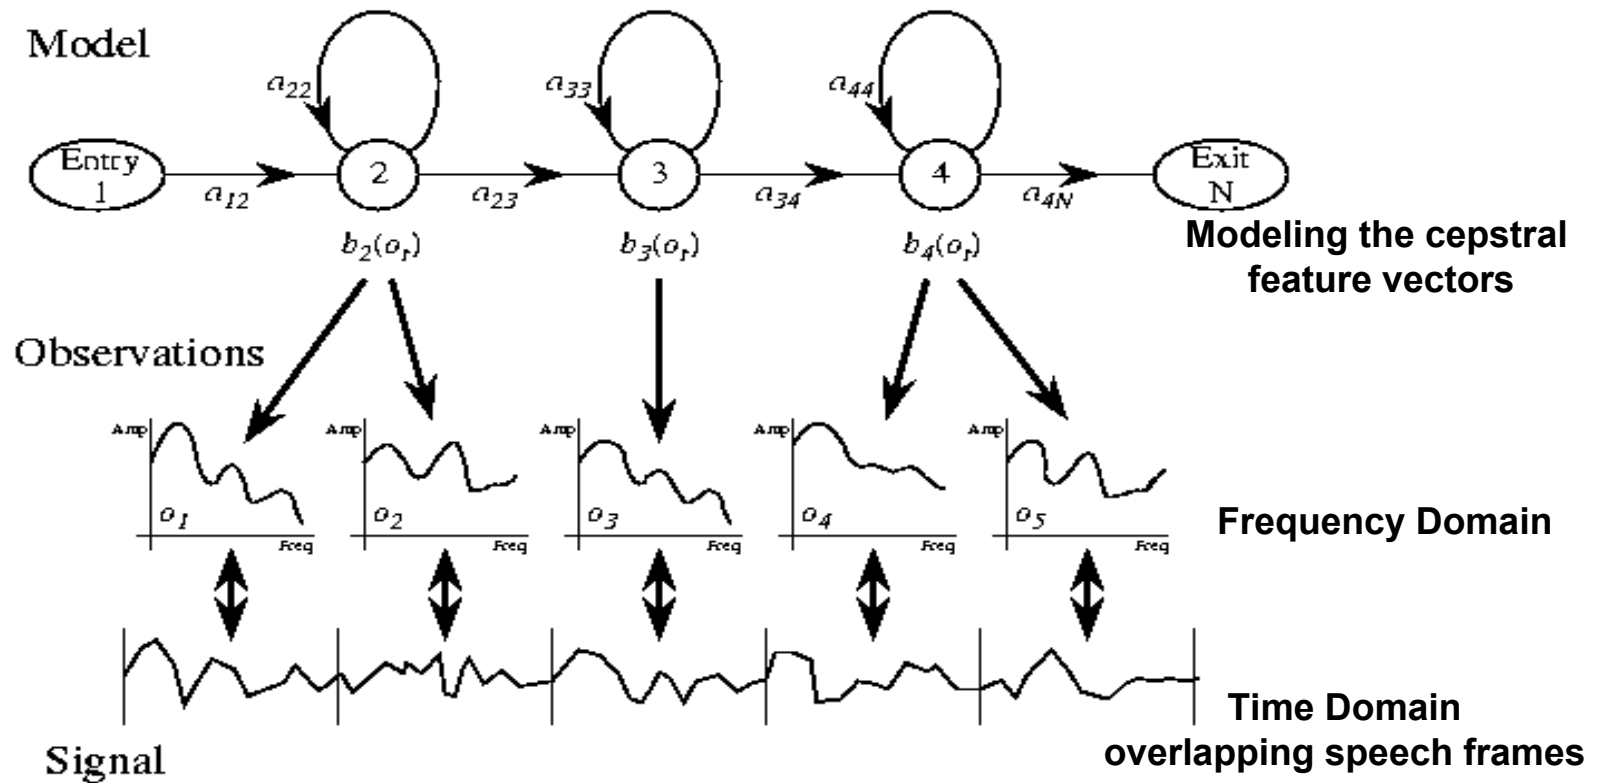 Model
a22
a33
a44
Entry
1
2
3
4
Exit
N
a12
a23
a34
a4N
b2(ot)
b3(ot)
b4(ot)
Modeling the cepstral
feature vectors
Observations
Amp
Amp
Amp
Amp
Amp
o1
o2
o3
o4
o5
Freq
Freq
Freq
Freq
Freq
Frequency Domain
Time Domain
overlapping speech frames
Signal